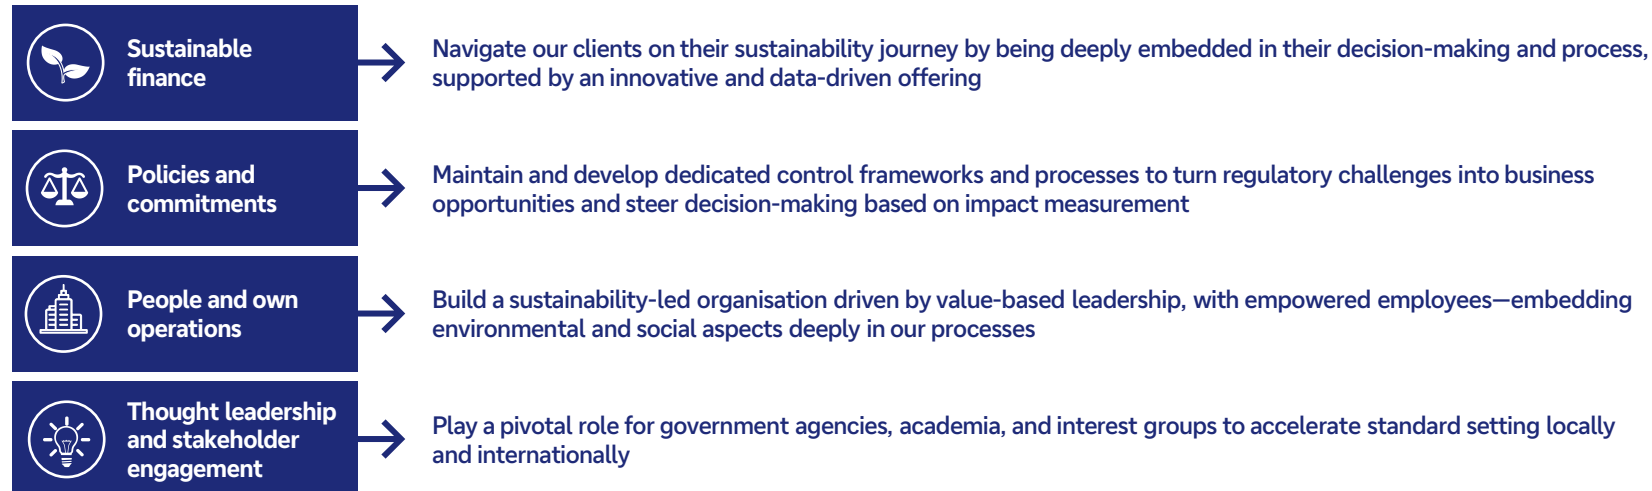 Sustainable
finance
Navigate our clients on their sustainability journey by being deeply embedded in their decision-making and process,
supported by an innovative and data-driven offering
Policies and
commitments
Maintain and develop dedicated control frameworks and processes to turn regulatory challenges into business
opportunities and steer decision-making based on impact measurement
People and own
operations
Build a sustainability-led organisation driven by value-based leadership, with empowered employees—embedding
environmental and social aspects deeply in our processes
Thought leadership
and stakeholder
engagement
Play a pivotal role for government agencies, academia, and interest groups to accelerate standard setting locally
and internationally